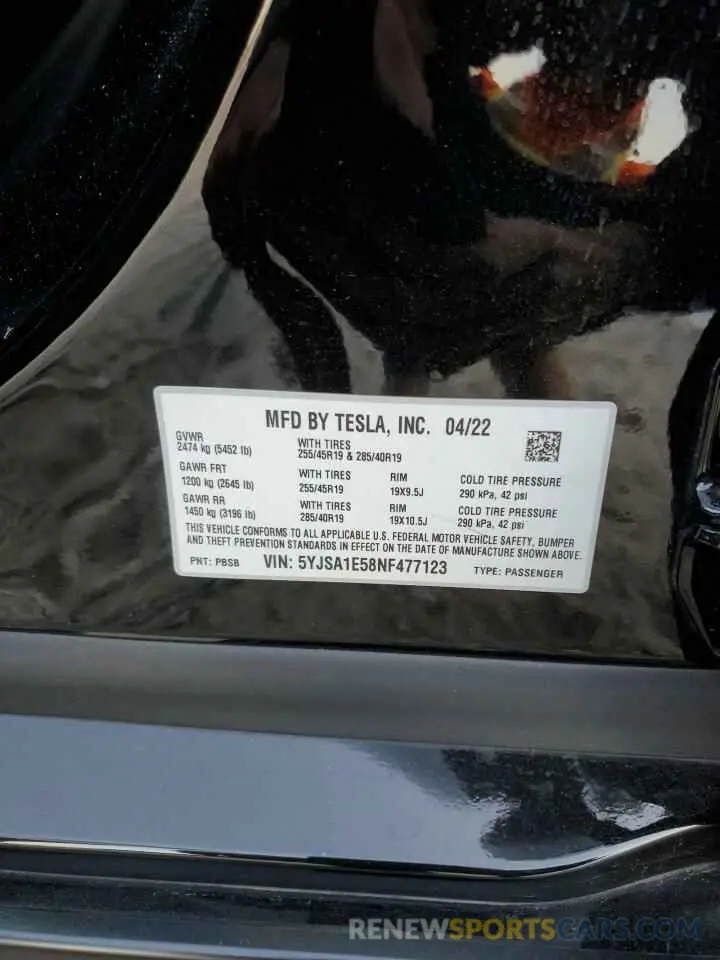 MFD BY TESLA, INC. 04/22
GVWR
2474 kg (5452 lb)
WITH TIRES
255/45R19 & 285/40R19
GAWR FRT
1200 kg (2645 lb)
WITH TIRES
255/45R19
RIM
19X9.5J
COLD TIRE PRESSURE
290 kPa, 42 psi
GAWR RR
1450 kg (3196 lb)
WITH TIRES
285/40R19
RIM
19X10.5J
COLD TIRE PRESSURE
290 kPa, 42 psi
THIS VEHICLE CONFORMS TO ALL APPLICABLE U.S. FEDERAL MOTOR VEHICLE SAFETY, BUMPER
AND THEFT PREVENTION STANDARDS IN EFFECT ON THE DATE OF MANUFACTURE SHOWN ABOVE.
PNT: PBSB VIN: 5YJSA1E58NF477123 TYPE: PASSENGER
RENEWSPORTSCARS.COM